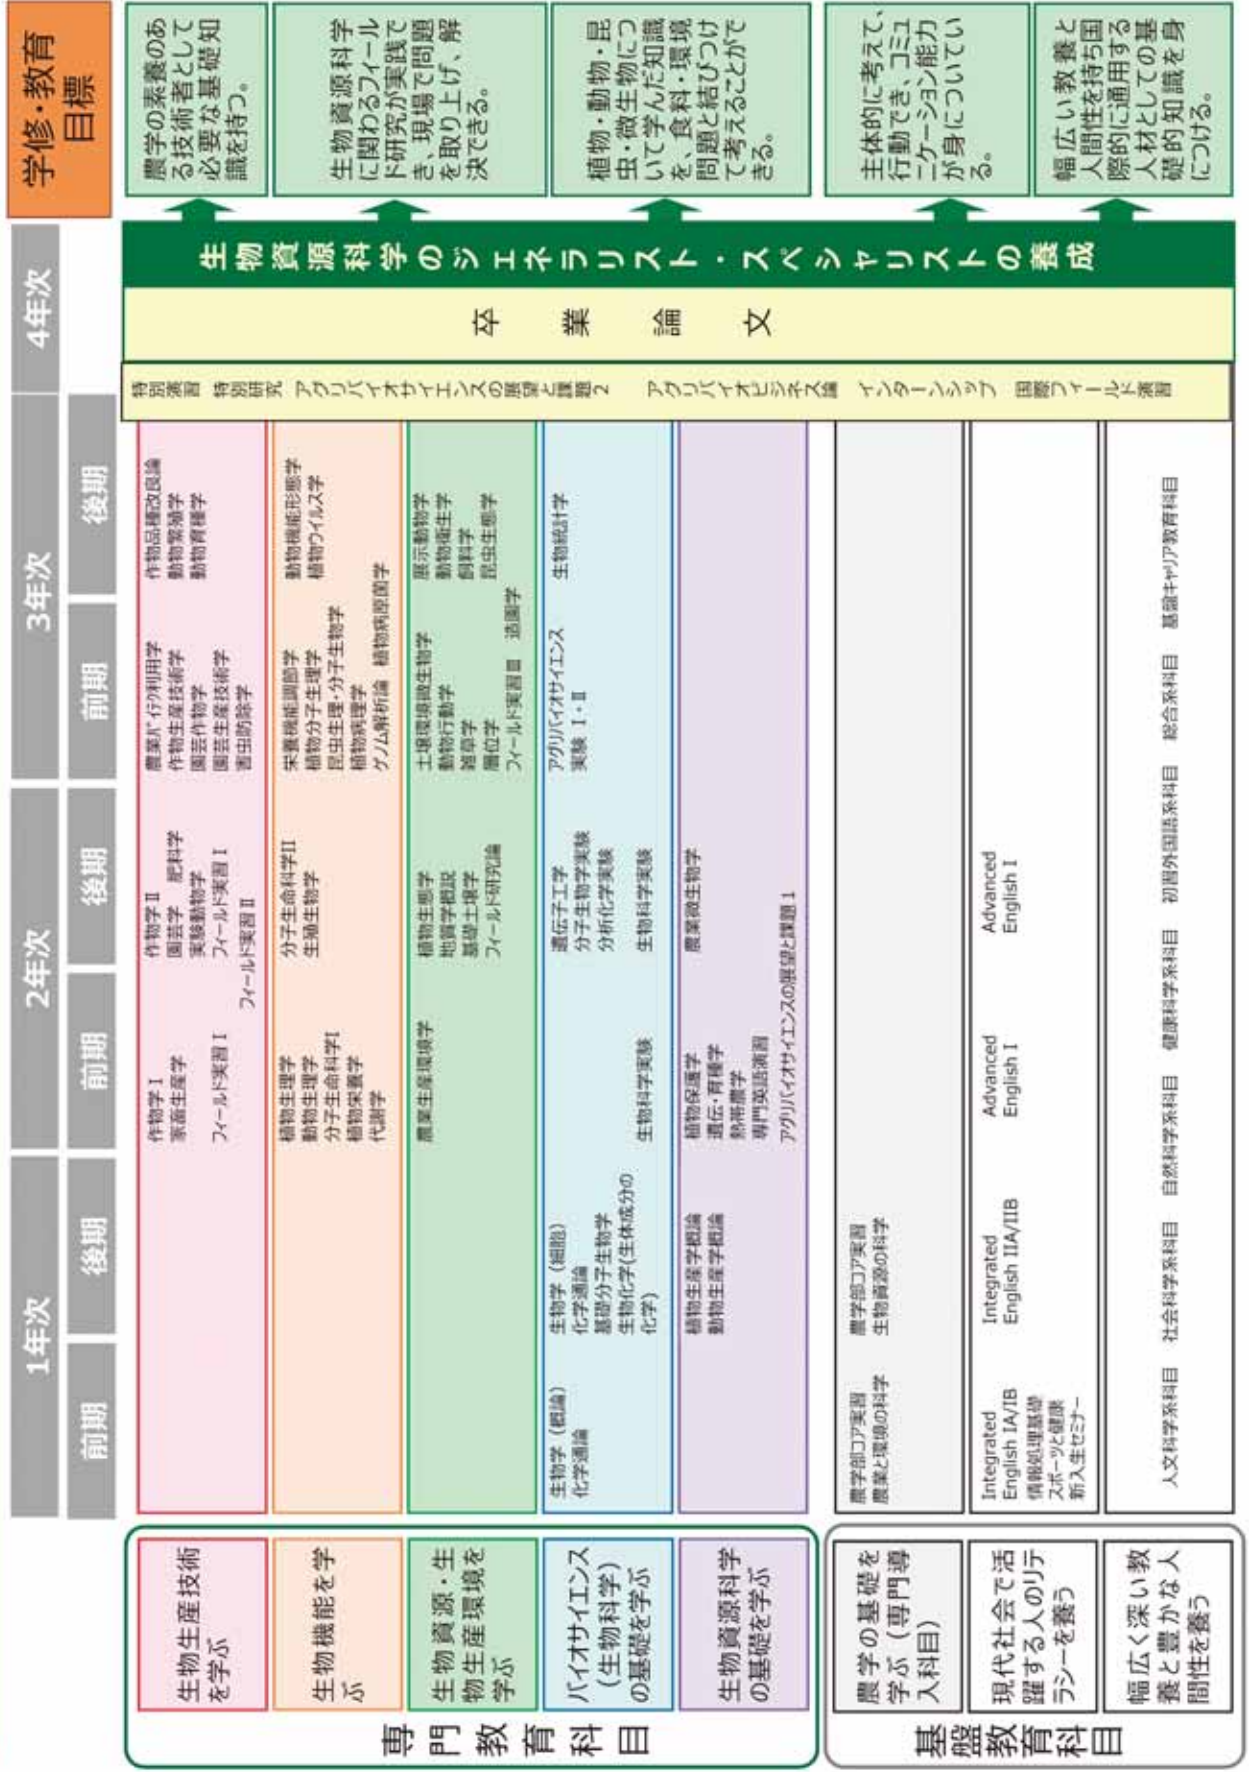 1年次
2年次
3年次
4年次
学修・教育
目標
前期
後期
前期
後期
前期
後期
専門教育科目
生物生産技術
を学ぶ
作物学Ⅰ
家畜生産学
フィールド実習Ⅰ
作物学Ⅱ
園芸学 肥料学
実験動物学
フィールド実習Ⅰ
フィールド実習Ⅱ
農業バイテク利用学
作物生産技術学
園芸作物学
園芸生産技術学
害虫防除学
作物品種改良論
動物繁殖学
動物育種学
生物機能を学
ぶ
植物生理学
動物生理学
分子生命科学I
植物栄養学
代謝学
分子生命科学II
生殖生物学
栄養機能調節学
植物分子生理学
昆虫生理・分子生物学
植物病理学
ゲノム解析論 植物病原菌学
動物機能形態学
植物ウイルス学
生物資源・生
物生産環境を
学ぶ
農業生産環境学
植物生態学
地質学概説
基礎土壌学
フィールド研究論
土壌環境微生物学
動物行動学
雑草学
層位学
フィールド実習Ⅲ 造園学
展示動物学
動物衛生学
飼料学
昆虫生態学
バイオサイエンス
(生物科学)
の基礎を学ぶ
生物学(概論)
化学通論
生物学(細胞)
化学通論
基礎分子生物学
生物化学(生体成分の
化学)
生物科学実験
遺伝子工学
分子生物学実験
分析化学実験
生物科学実験
アグリバイオサイエンス
実験 Ⅰ・Ⅱ
生物統計学
生物資源科学
の基礎を学ぶ
植物生産学概論
動物生産学概論
植物保護学
遺伝・育種学
熱帯農学
専門英語演習
アグリバイオサイエンスの展望と課題1
農業微生物学
基盤教育科目
農学の基礎を
学ぶ(専門導
入科目)
農学部コア実習
農業と環境の科学
農学部コア実習
生物資源の科学
現代社会で活
躍する人のリテ
ラシーを養う
Integrated
English IA/IB
情報処理基礎
スポーツと健康
新入生セミナー
Integrated
English IIA/IIB
Advanced
English I
Advanced
English I
幅広く深い教
養と豊かな人
間性を養う
人文科学系科目 社会科学系科目 自然科学系科目 健康科学系科目 初習外国語系科目 総合系科目 基盤キャリア教育科目
特別演習 特別研究 アグリバイオサイエンスの展望と課題2 アグリバイオビジネス論 インターンシップ 国際フィールド演習
卒業論文
生物資源科学のジェネラリスト・スペシャリストの養成
農学の素養のあ
る技術者として
必要な基礎知
識を持つ。
生物資源科学
に関わるフィール
ド研究が実践で
き、現場で問題
を取り上げ、解
決できる。
植物・動物・昆
虫・微生物につ
いて学んだ知識
を、食料・環境
問題と結びつけ
て考えることがで
きる。
主体的に考えて、
行動でき、コミュ
ニケーション能力
が身についてい
る。
幅広い教養と
人間性を持ち国
際的に通用する
人材としての基
礎的知識を身
につける。